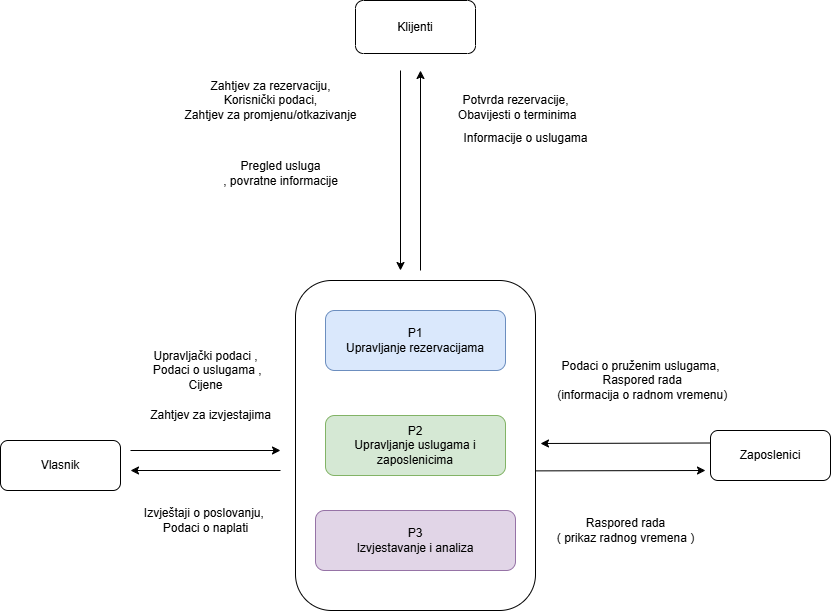 Klijenti
Zahtjev za rezervaciju,
Korisnički podaci,
Zahtjev za promjenu/otkazivanje
Pregled usluga
, povratne informacije
Potvrda rezervacije,
Obavijesti o terminima
Informacije o uslugama
P1
Upravljanje rezervacijama
P2
Upravljanje uslugama i
zaposlenicima
P3
Izvjestavanje i analiza
Upravljački podaci ,
Podaci o uslugama ,
Cijene
Zahtjev za izvjestajima
Vlasnik
Izvještaji o poslovanju,
Podaci o naplati
Podaci o pruženim uslugama,
Raspored rada
(informacija o radnom vremenu)
Zaposlenici
Raspored rada
( prikaz radnog vremena )